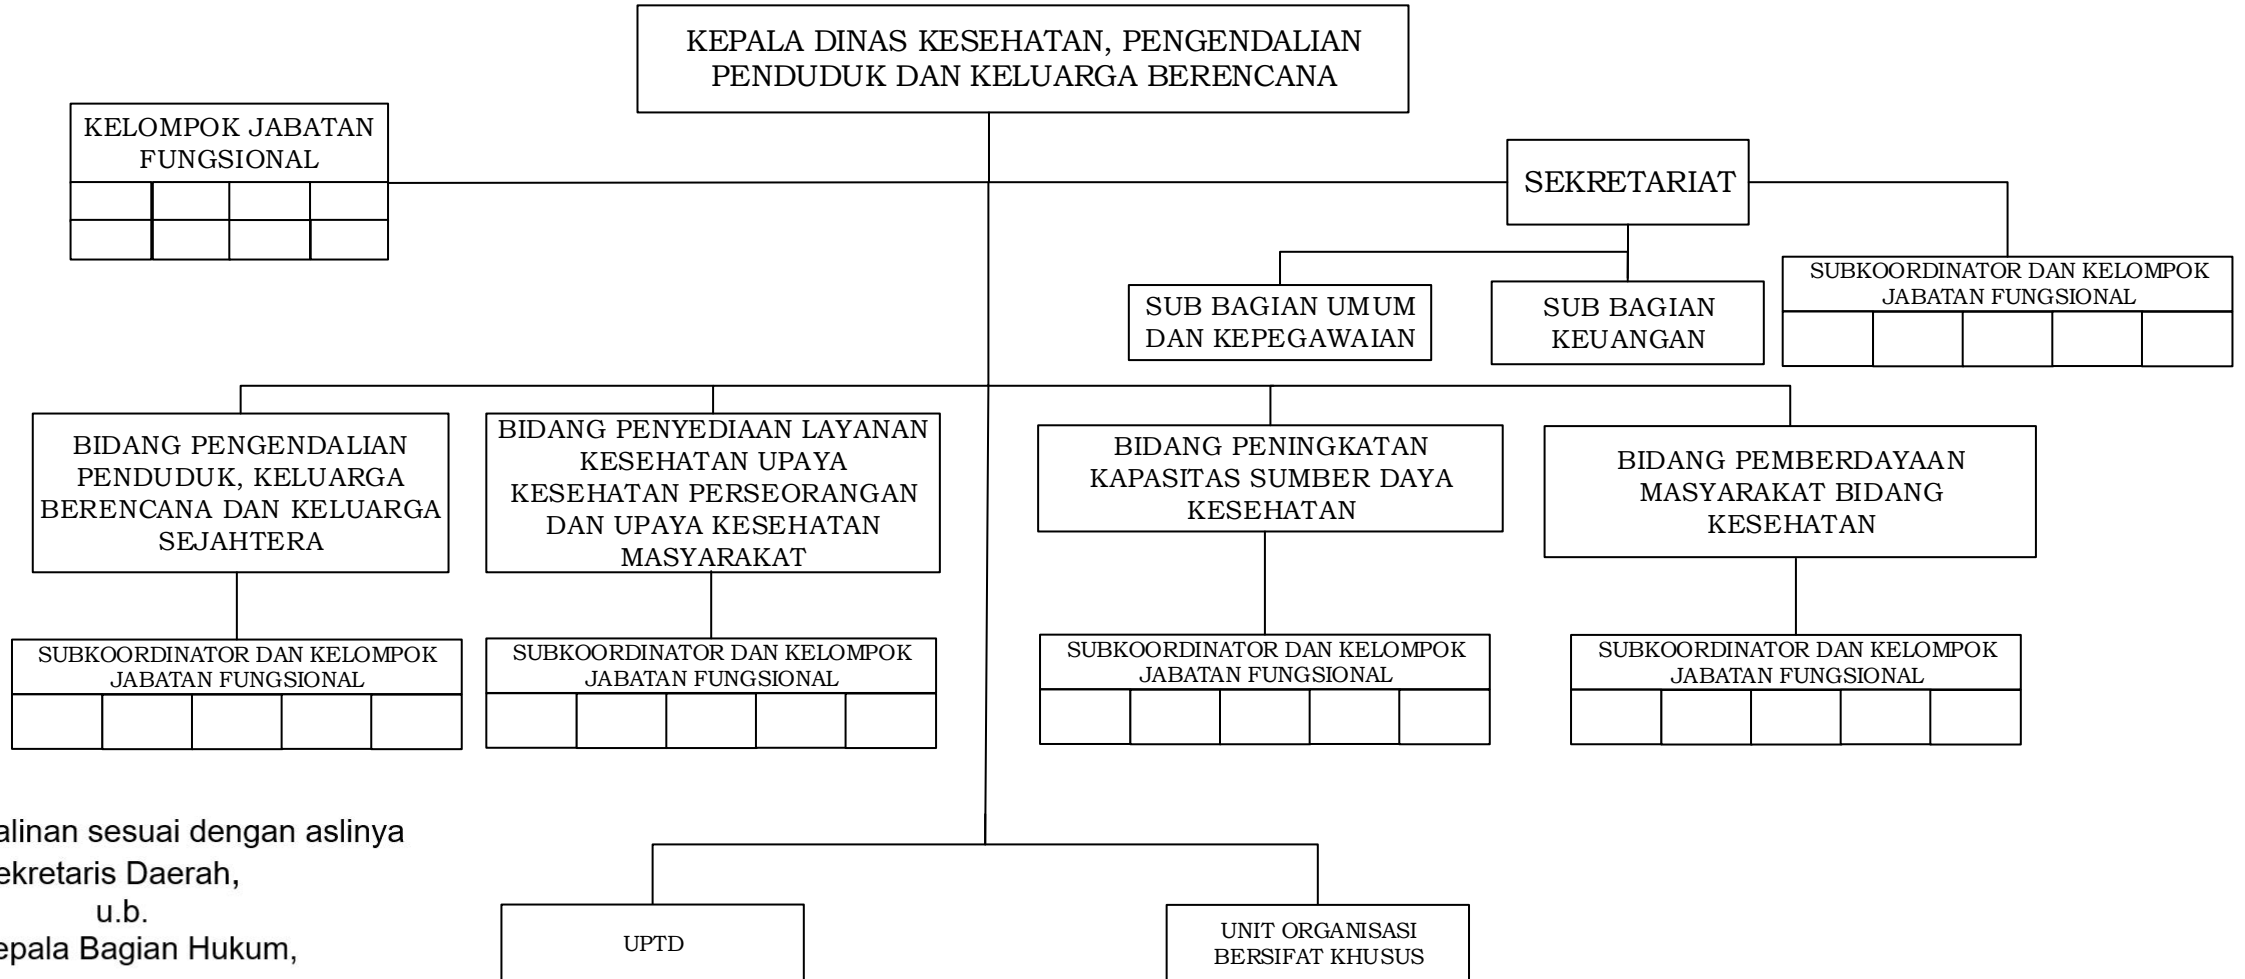 KEPALA DINAS KESEHATAN, PENGENDALIAN
PENDUDUK DAN KELUARGA BERENCANA
KELOMPOK JABATAN
FUNGSIONAL
SEKRETARIAT
SUB BAGIAN UMUM
DAN KEPEGAWAIAN
SUB BAGIAN
KEUANGAN
SUBKOORDINATOR DAN KELOMPOK
JABATAN FUNGSIONAL
BIDANG PENGENDALIAN
PENDUDUK, KELUARGA
BERENCANA DAN KELUARGA
SEJAHTERA
BIDANG PENYEDIAAN LAYANAN
KESEHATAN UPAYA
KESEHATAN PERSEORANGAN
DAN UPAYA KESEHATAN
MASYARAKAT
BIDANG PENINGKATAN
KAPASITAS SUMBER DAYA
KESEHATAN
BIDANG PEMBERDAYAAN
MASYARAKAT BIDANG
KESEHATAN
SUBKOORDINATOR DAN KELOMPOK
JABATAN FUNGSIONAL
SUBKOORDINATOR DAN KELOMPOK
JABATAN FUNGSIONAL
SUBKOORDINATOR DAN KELOMPOK
JABATAN FUNGSIONAL
SUBKOORDINATOR DAN KELOMPOK
JABATAN FUNGSIONAL
alinan sesuai dengan aslinya
ekretaris Daerah,
u.b.
epala Bagian Hukum,
UPTD
UNIT ORGANISASI
BERSIFAT KHUSUS